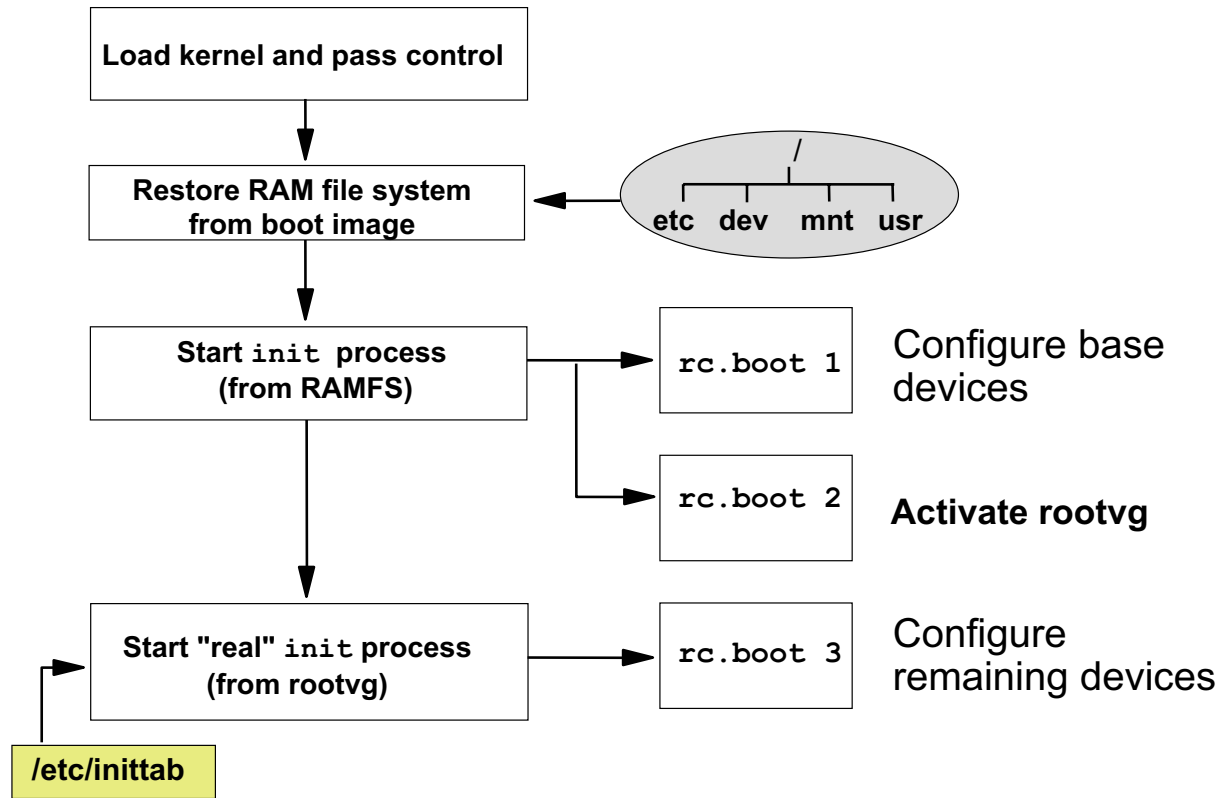 Load kernel and pass control
Restore RAM file system
from boot image
/
etc dev mnt usr
Start init process
(from RAMFS)
rc.boot 1
Configure base
devices
rc.boot 2
Activate rootvg
Start "real" init process
(from rootvg)
rc.boot 3
Configure
remaining devices
/etc/inittab